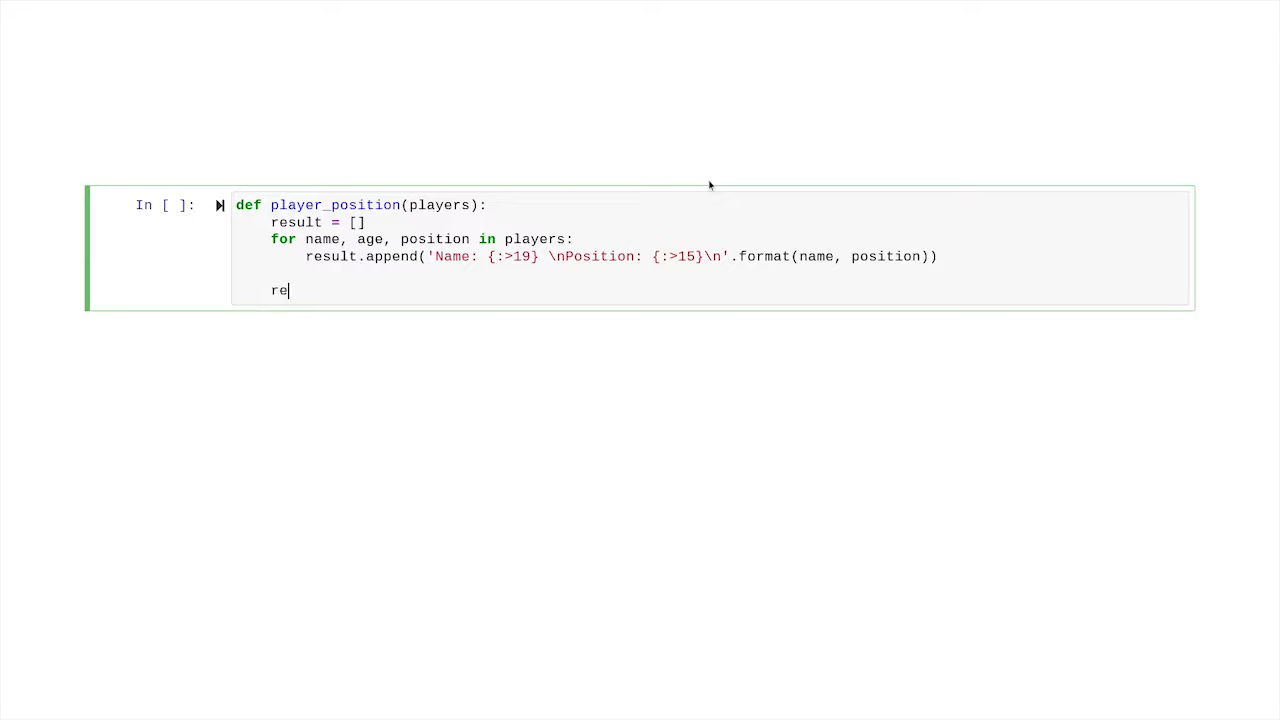 In [ ]: def player_position(players):
    result = []
    for name, age, position in players:
        result.append('Name: {:>19} \nPosition: {:>15}\n'.format(name, position))
    re